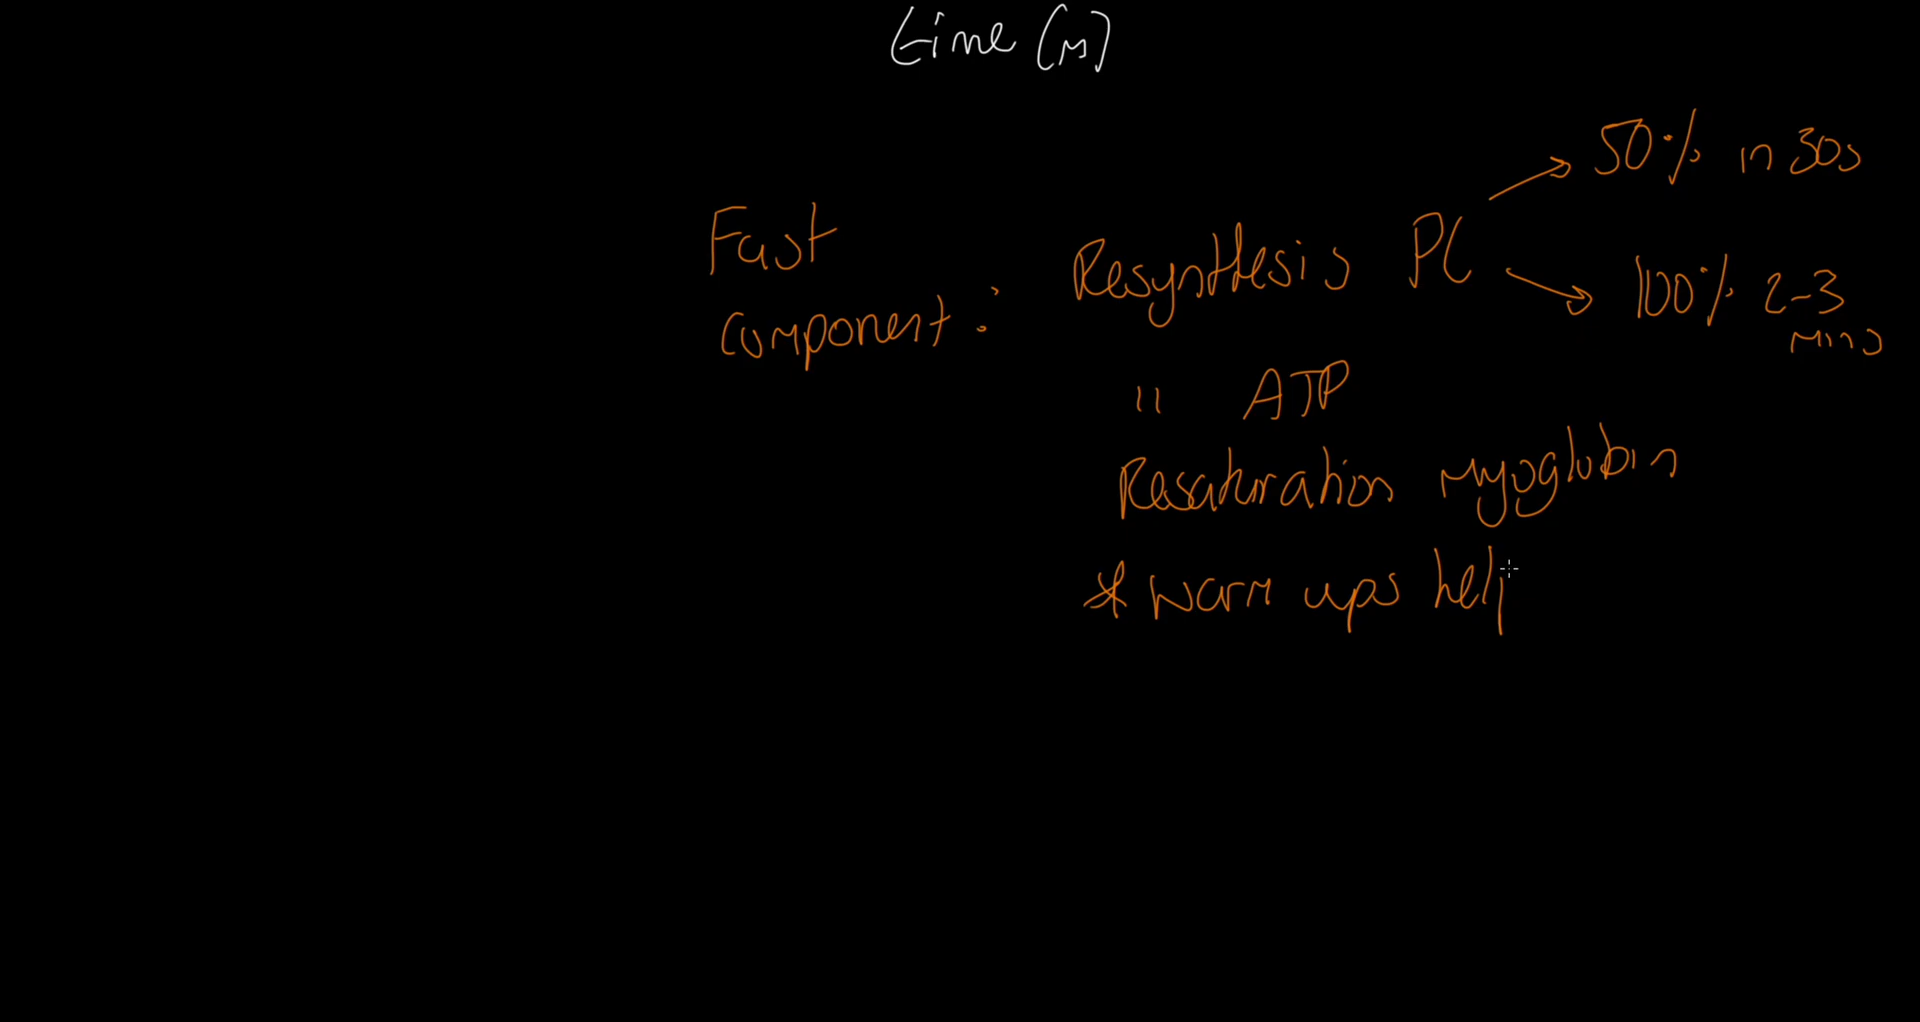 time (m)
50% in 30s
Fast
component:
Resynthesis PC
100% 2-3
mins
" ATP
Resaturation myoglobin
* warm ups help